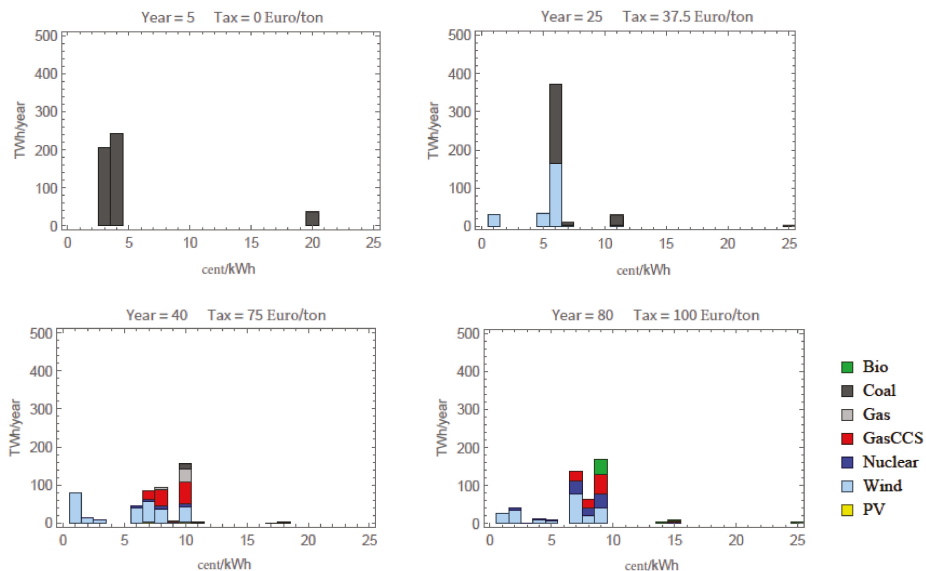 Year = 5 Tax = 0 Euro/ton
500
400
300
200
100
0
TWh/year
0 5 10 15 20 25
cent/kWh
Year = 25 Tax = 37.5 Euro/ton
500
400
300
200
100
0
TWh/year
0 5 10 15 20 25
cent/kWh
Year = 40 Tax = 75 Euro/ton
500
400
300
200
100
0
TWh/year
0 5 10 15 20 25
cent/kWh
Year = 80 Tax = 100 Euro/ton
500
400
300
200
100
0
TWh/year
0 5 10 15 20 25
cent/kWh
Bio
Coal
Gas
GasCCS
Nuclear
Wind
PV